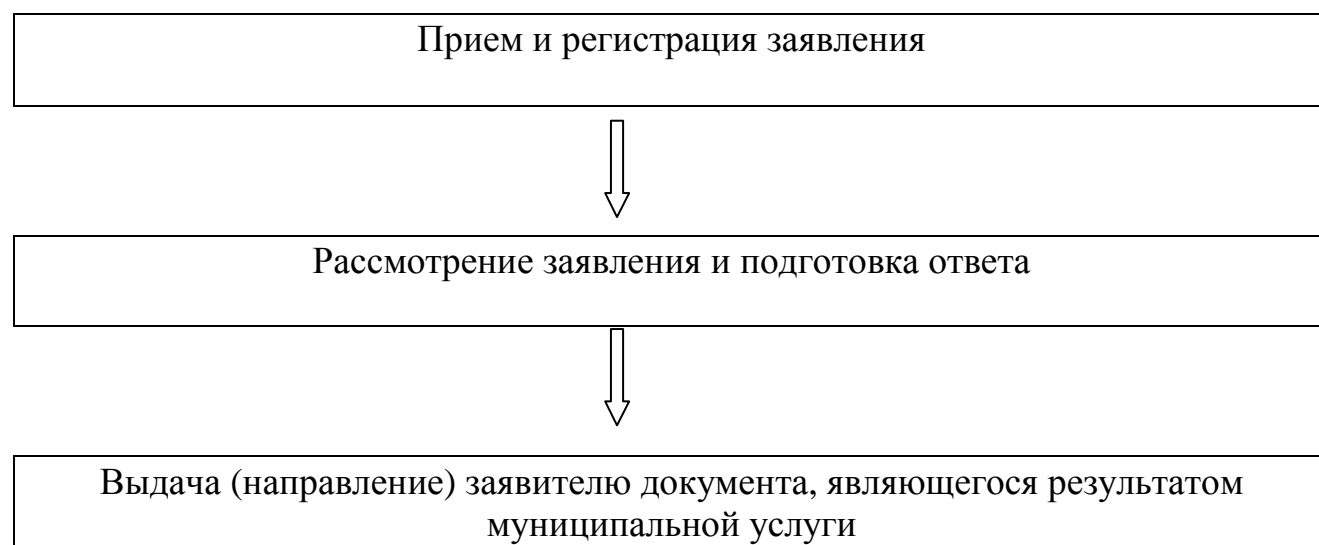 Прием и регистрация заявления
Рассмотрение заявления и подготовка ответа
Выдача (направление) заявителю документа, являющегося результатом
муниципальной услуги